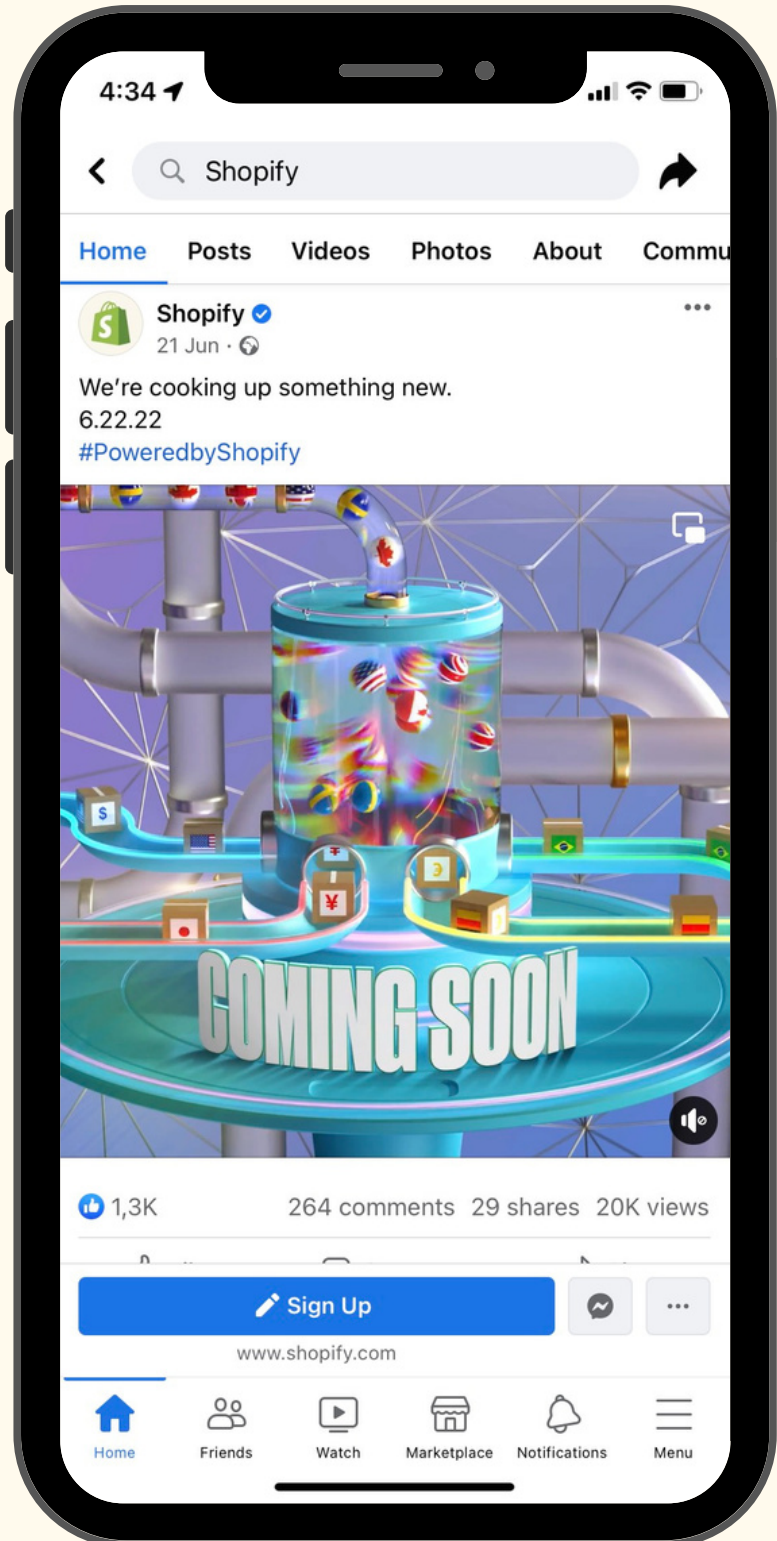 4:34
Shopify
Home Posts Videos Photos About Commu
Shopify
21 Jun ·
We're cooking up something new.
6.22.22
#PoweredbyShopify
$
¥
COMING SOON
1,3K 264 comments 29 shares 20K views
Sign Up
www.shopify.com
Home Friends Watch Marketplace Notifications Menu